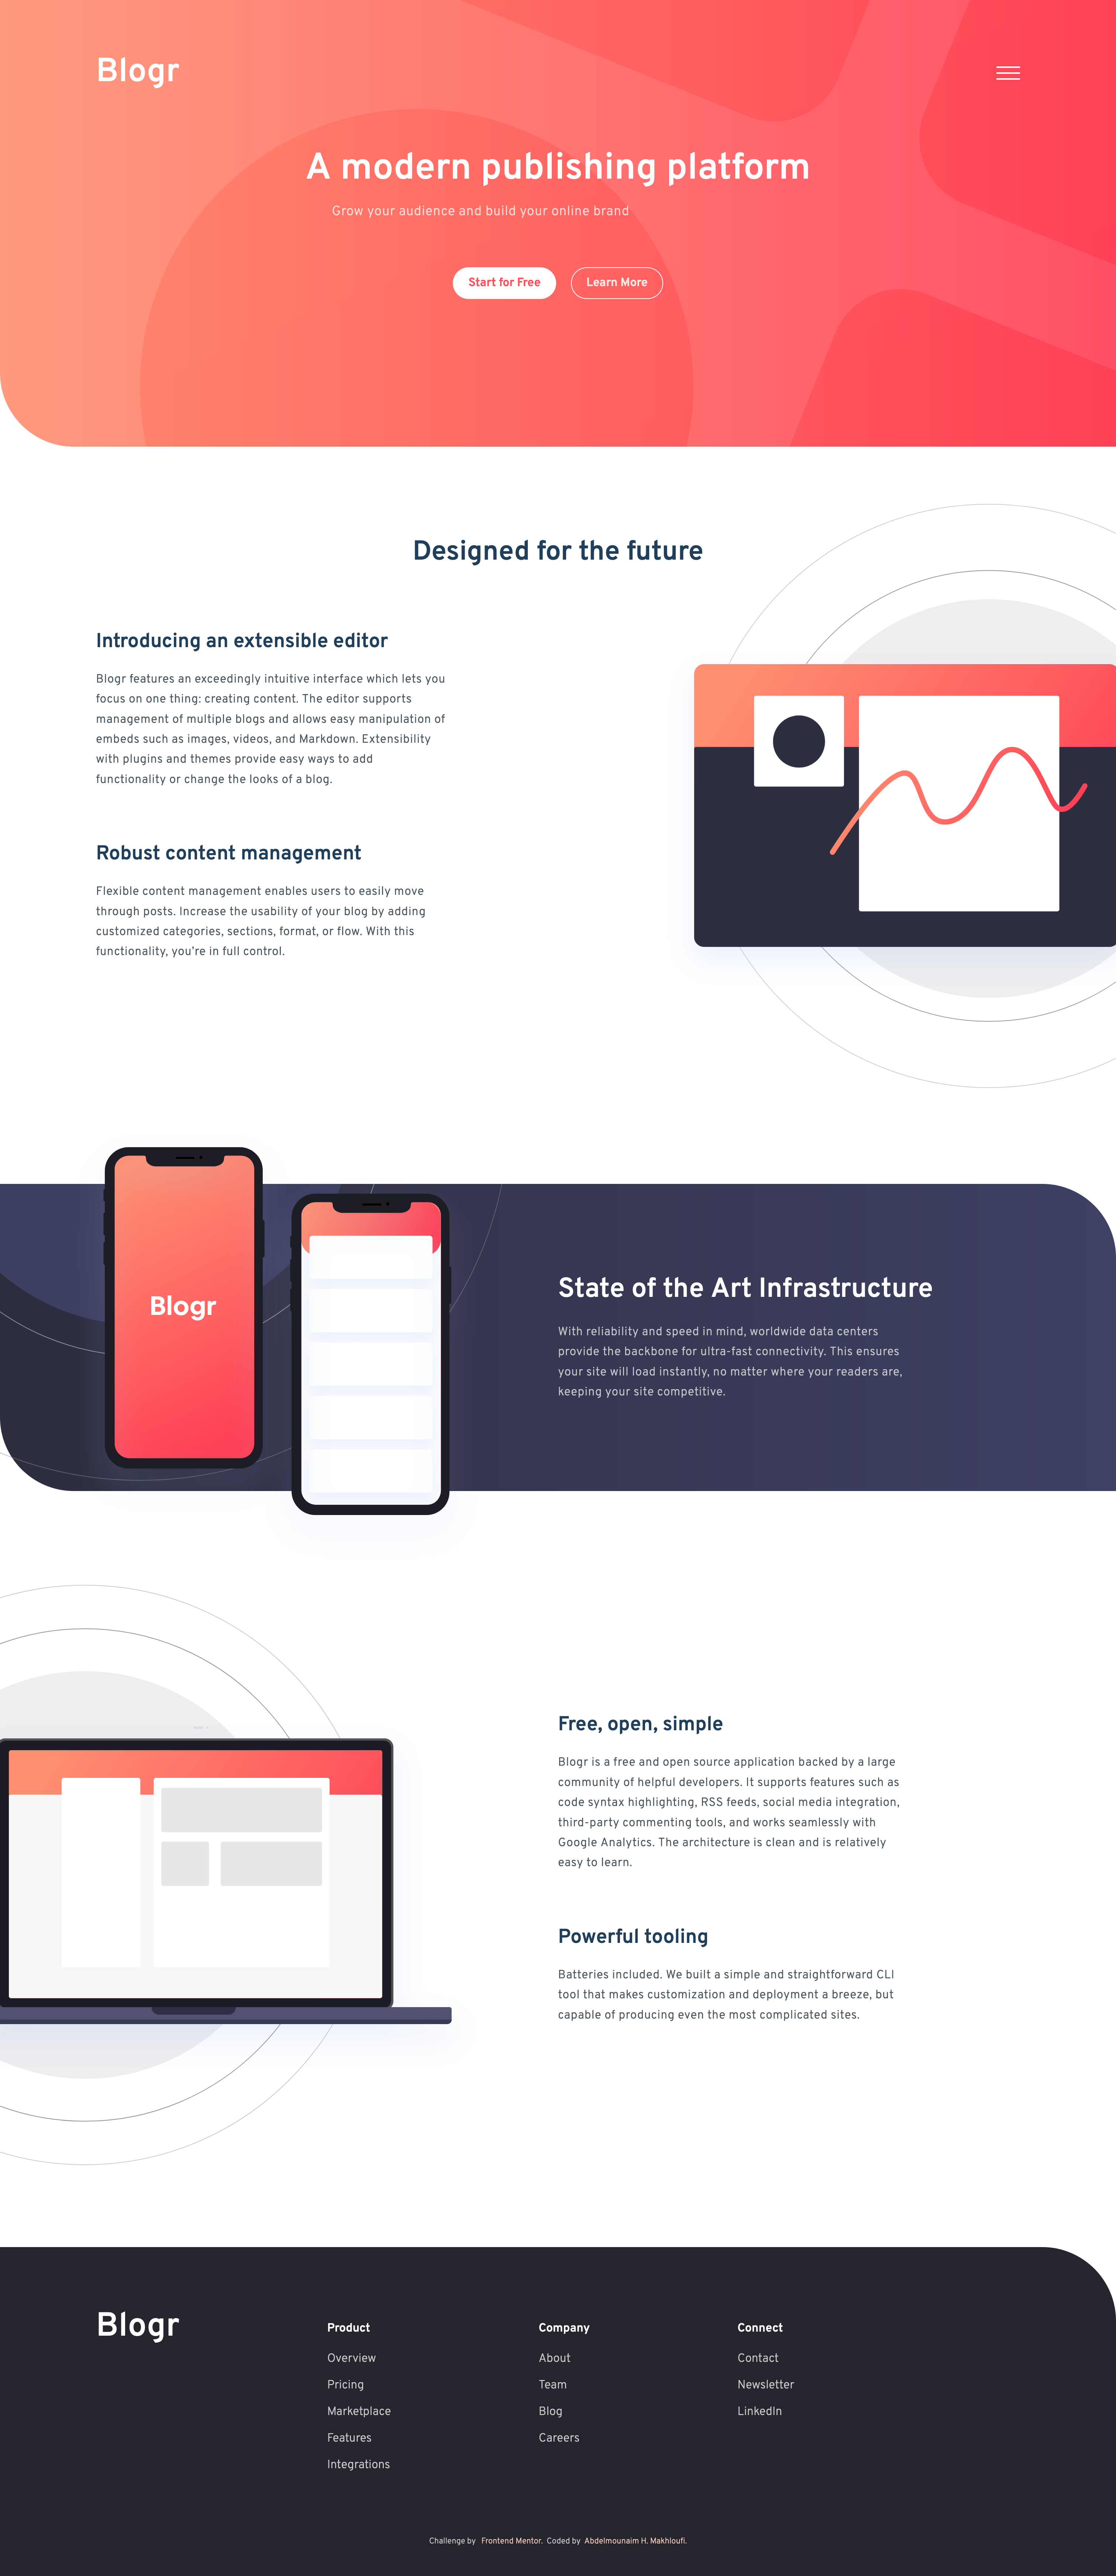 Blogr
A modern publishing platform
Grow your audience and build your online brand
Start for Free
Learn More
Designed for the future
Introducing an extensible editor
Blogr features an exceedingly intuitive interface which lets you
focus on one thing: creating content. The editor supports
management of multiple blogs and allows easy manipulation of
embeds such as images, videos, and Markdown. Extensibility
with plugins and themes provide easy ways to add
functionality or change the looks of a blog.
Robust content management
Flexible content management enables users to easily move
through posts. Increase the usability of your blog by adding
customized categories, sections, format, or flow. With this
functionality, you're in full control.
Blogr
State of the Art Infrastructure
With reliability and speed in mind, worldwide data centers
provide the backbone for ultra-fast connectivity. This ensures
your site will load instantly, no matter where your readers are,
keeping your site competitive.
Free, open, simple
Blogr is a free and open source application backed by a large
community of helpful developers. It supports features such as
code syntax highlighting, RSS feeds, social media integration,
third-party commenting tools, and works seamlessly with
Google Analytics. The architecture is clean and is relatively
easy to learn.
Powerful tooling
Batteries included. We built a simple and straightforward CLI
tool that makes customization and deployment a breeze, but
capable of producing even the most complicated sites.
Blogr
Product
Overview
Pricing
Marketplace
Features
Integrations
Company
About
Team
Blog
Careers
Connect
Contact
Newsletter
LinkedIn
Challenge by Frontend Mentor. Coded by Abdelmounaim H. Makhloufi.